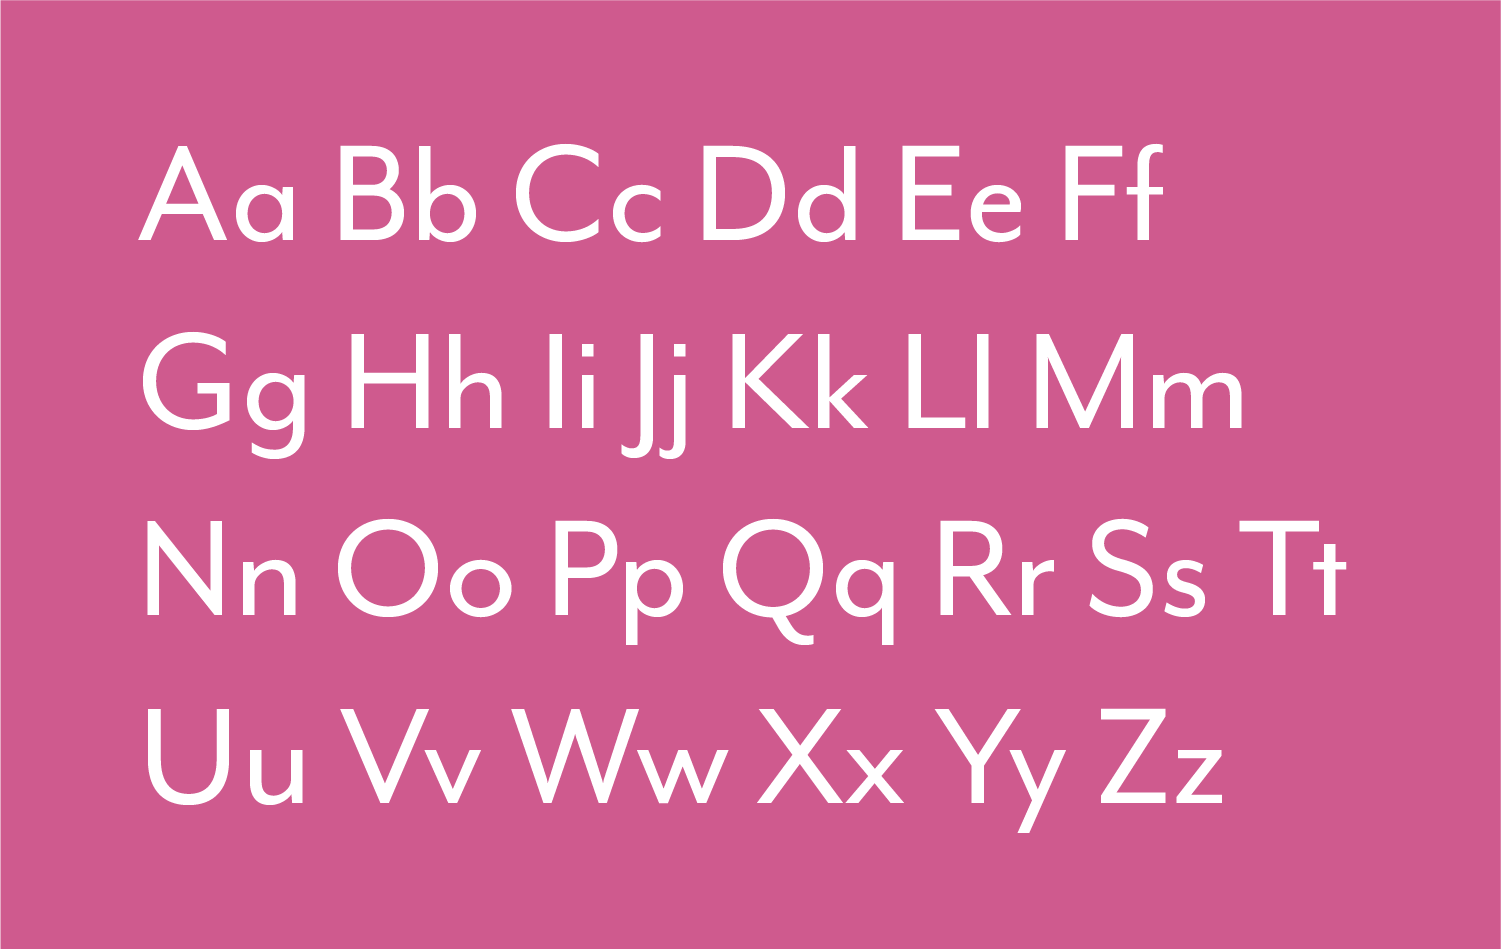 Aa Bb Cc Dd Ee Ff
Gg Hh Ii Jj Kk Ll Mm
Nn Oo Pp Qq Rr Ss Tt
Uu Vv Ww Xx Yy Zz